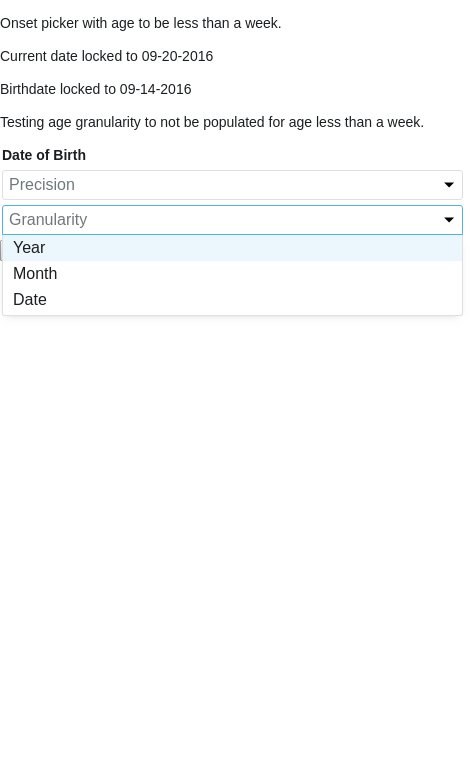 Onset picker with age to be less than a week.
Current date locked to 09-20-2016
Birthdate locked to 09-14-2016
Testing age granularity to not be populated for age less than a week.
Date of Birth
Precision
Granularity
Year
Month
Date